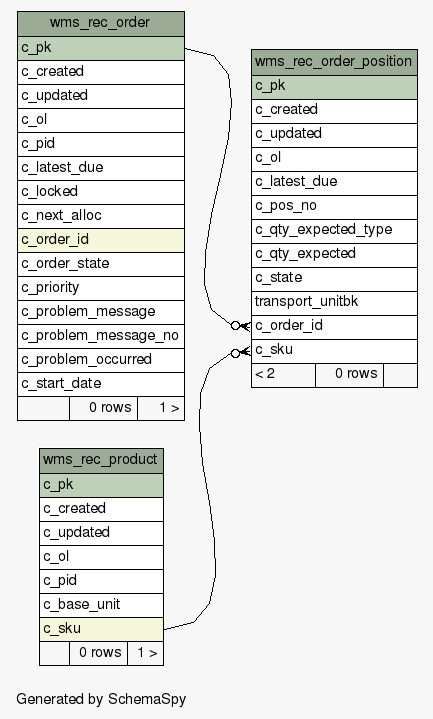 wms_rec_order
c_pk
c_created
c_updated
c_ol
c_pid
c_latest_due
c_locked
c_next_alloc
c_order_id
c_order_state
c_priority
c_problem_message
c_problem_message_no
c_problem_occurred
c_start_date
0 rows 1 >
wms_rec_order_position
c_pk
c_created
c_updated
c_ol
c_latest_due
c_pos_no
c_qty_expected_type
c_qty_expected
c_state
transport_unitbk
c_order_id
c_sku
< 2 0 rows
wms_rec_product
c_pk
c_created
c_updated
c_ol
c_pid
c_base_unit
c_sku
0 rows 1 >
Generated by SchemaSpy